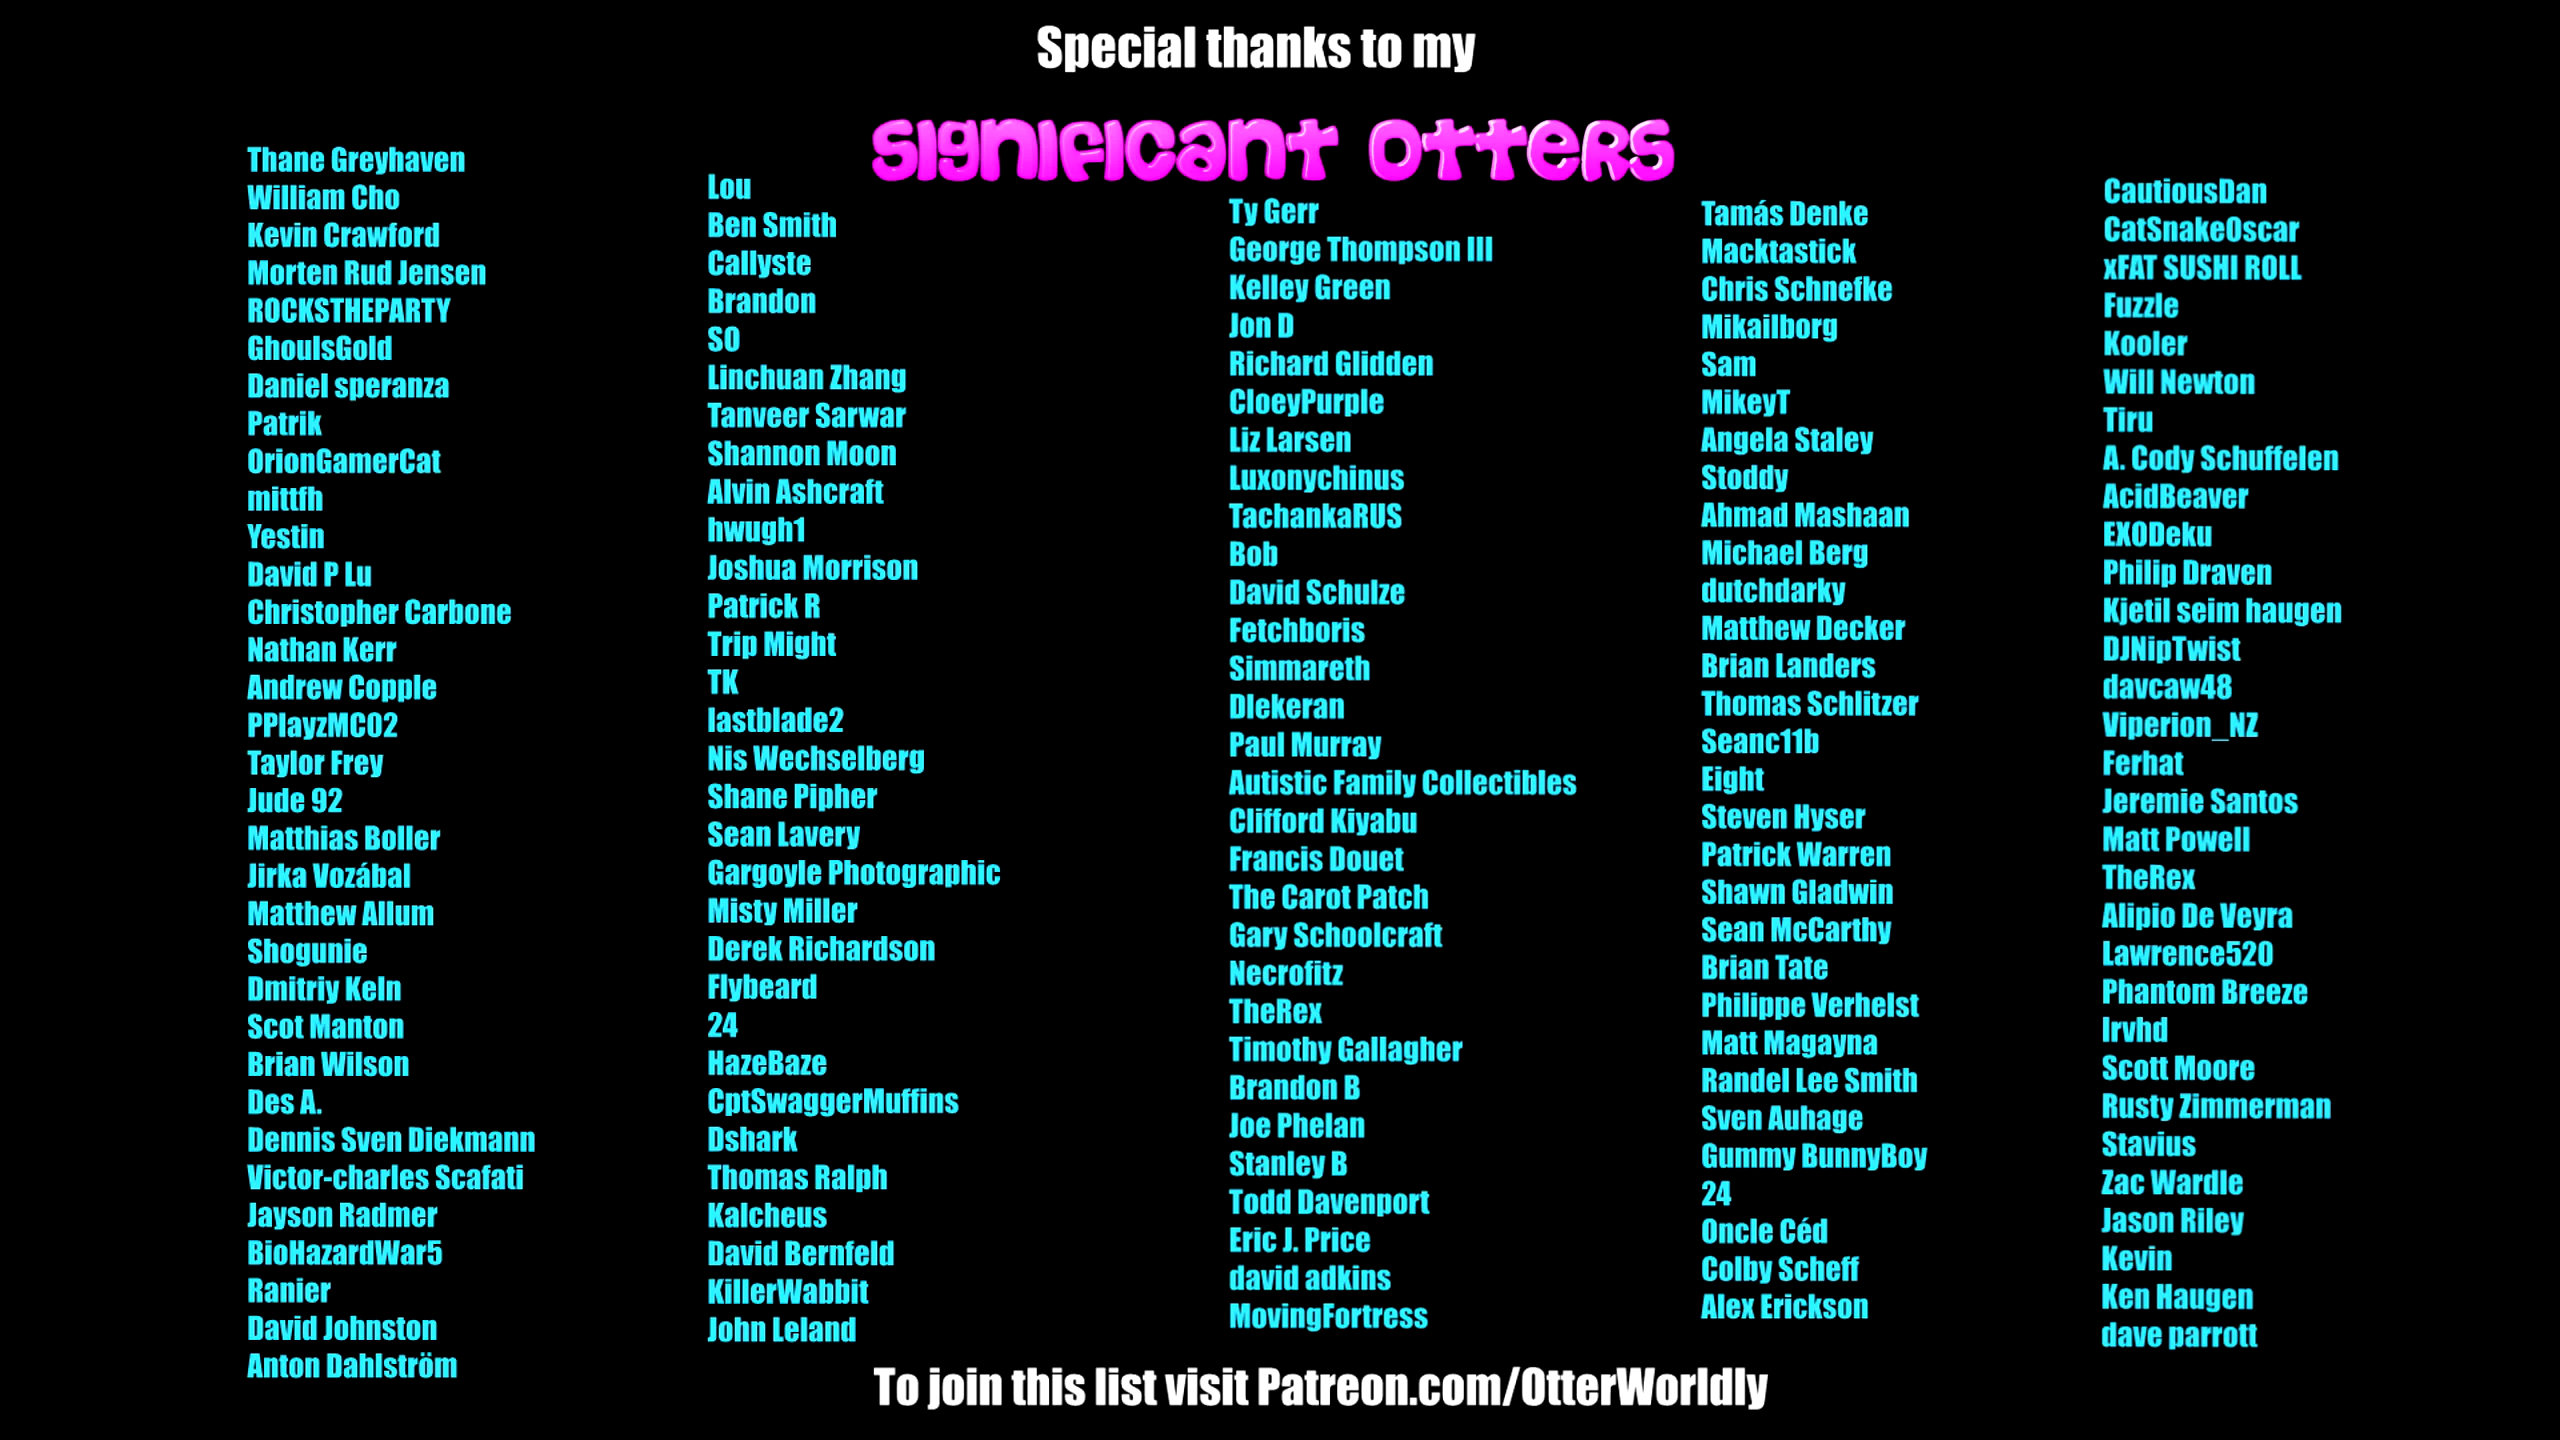 Special thanks to my
SIGNIFICANT OTTERS
Thane Greyhaven
William Cho
Kevin Crawford
Morten Rud Jensen
ROCKSTHEPARTY
GhoulsGold
Daniel speranza
Patrik
OrionGamerCat
mittfh
Yestin
David P Lu
Christopher Carbone
Nathan Kerr
Andrew Copple
PPlayzMC02
Taylor Frey
Jude 92
Matthias Boller
Jirka Vozábal
Matthew Allum
Shogunie
Dmitriy Keln
Scot Manton
Brian Wilson
Des A.
Dennis Sven Diekmann
Victor-charles Scafati
Jayson Radmer
BioHazardWar5
Ranier
David Johnston
Anton Dahlström
Lou
Ben Smith
Callyste
Brandon
SO
Linchuan Zhang
Tanveer Sarwar
Shannon Moon
Alvin Ashcraft
hwugh1
Joshua Morrison
Patrick R
Trip Might
TK
lastblade2
Nis Wechselberg
Shane Pipher
Sean Lavery
Gargoyle Photographic
Misty Miller
Derek Richardson
Flybeard
24
HazeBaze
CptSwaggerMuffins
Dshark
Thomas Ralph
Kalcheus
David Bernfeld
KillerWabbit
John Leland
Ty Gerr
George Thompson III
Kelley Green
Jon D
Richard Glidden
CloeyPurple
Liz Larsen
Luxonychinus
TachankaRUS
Bob
David Schulze
Fetchboris
Simmareth
Dlekeran
Paul Murray
Autistic Family Collectibles
Clifford Kiyabu
Francis Douet
The Carot Patch
Gary Schoolcraft
Necrofitz
TheRex
Timothy Gallagher
Brandon B
Joe Phelan
Stanley B
Todd Davenport
Eric J. Price
david adkins
MovingFortress
Tamás Denke
Macktastick
Chris Schnefke
Mikailborg
Sam
MikeyT
Angela Staley
Stoddy
Ahmad Mashaan
Michael Berg
dutchdarky
Matthew Decker
Brian Landers
Thomas Schlitzer
Seanc11b
Eight
Steven Hyser
Patrick Warren
Shawn Gladwin
Sean McCarthy
Brian Tate
Philippe Verhelst
Matt Magayna
Randel Lee Smith
Sven Auhage
Gummy BunnyBoy
24
Oncle Céd
Colby Scheff
Alex Erickson
CautiousDan
CatSnakeOscar
xFAT SUSHI ROLL
Fuzzle
Kooler
Will Newton
Tiru
A. Cody Schuffelen
AcidBeaver
EXODeku
Philip Draven
Kjetil seim haugen
DJNipTwist
davcaw48
Viperion_NZ
Ferhat
Jeremie Santos
Matt Powell
TheRex
Alipio De Veyra
Lawrence520
Phantom Breeze
lrvhd
Scott Moore
Rusty Zimmerman
Stavius
Zac Wardle
Jason Riley
Kevin
Ken Haugen
dave parrott
To join this list visit Patreon.com/OtterWorldly